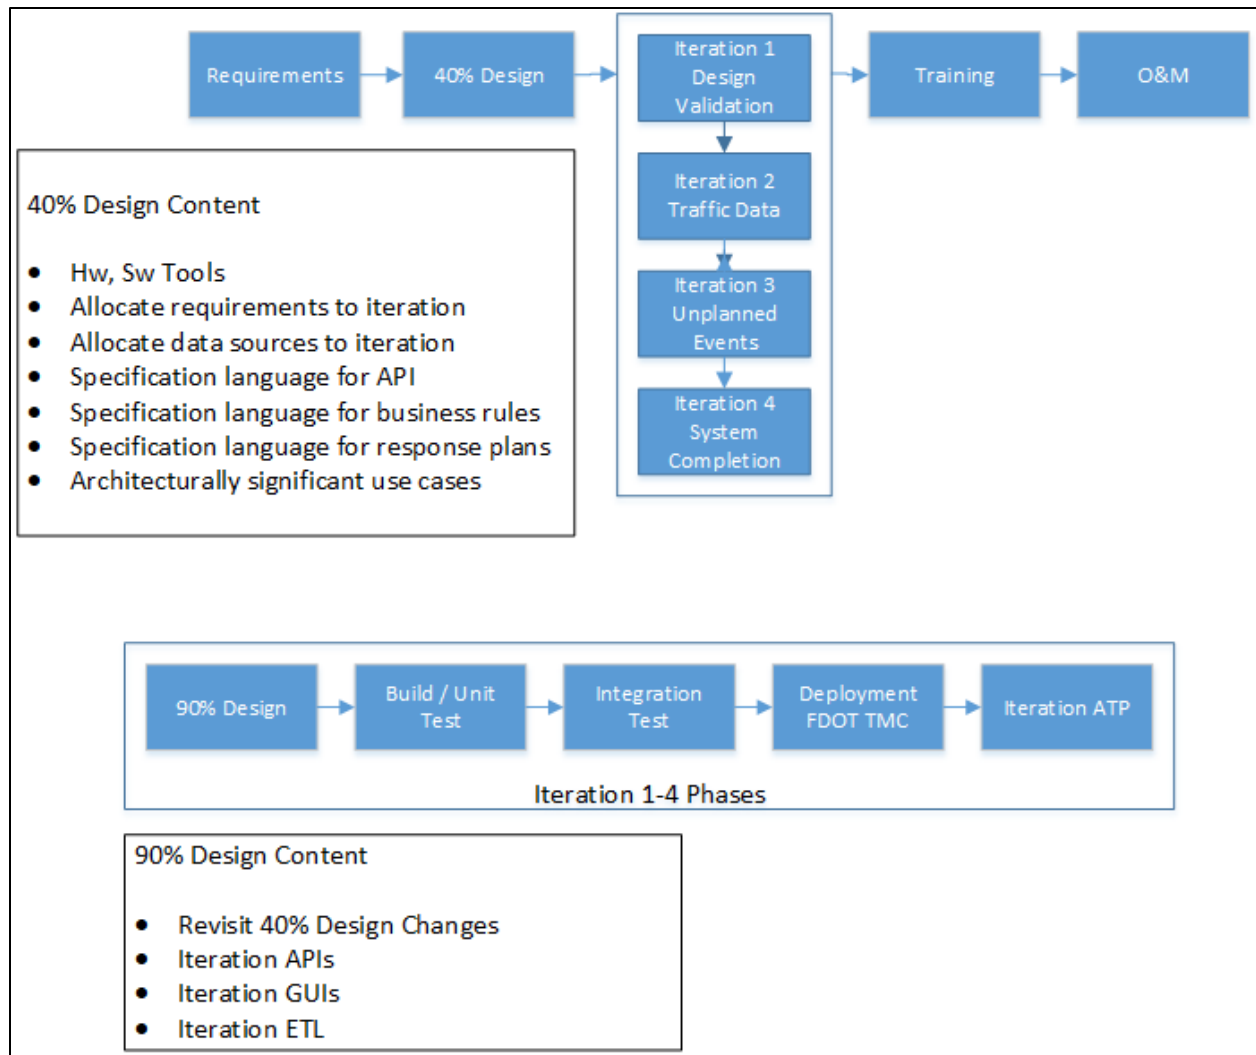 Requirements
40% Design
Iteration 1
Design
Validation
Training
O&M
Iteration 2
Traffic Data
Iteration 3
Unplanned
Events
Iteration 4
System
Completion
40% Design Content
• Hw, Sw Tools
• Allocate requirements to iteration
• Allocate data sources to iteration
• Specification language for API
• Specification language for business rules
• Specification language for response plans
• Architecturally significant use cases
90% Design
Build / Unit
Test
Integration
Test
Deployment
FDOT TMC
Iteration ATP
Iteration 1-4 Phases
90% Design Content
• Revisit 40% Design Changes
• Iteration APIs
• Iteration GUIs
• Iteration ETL